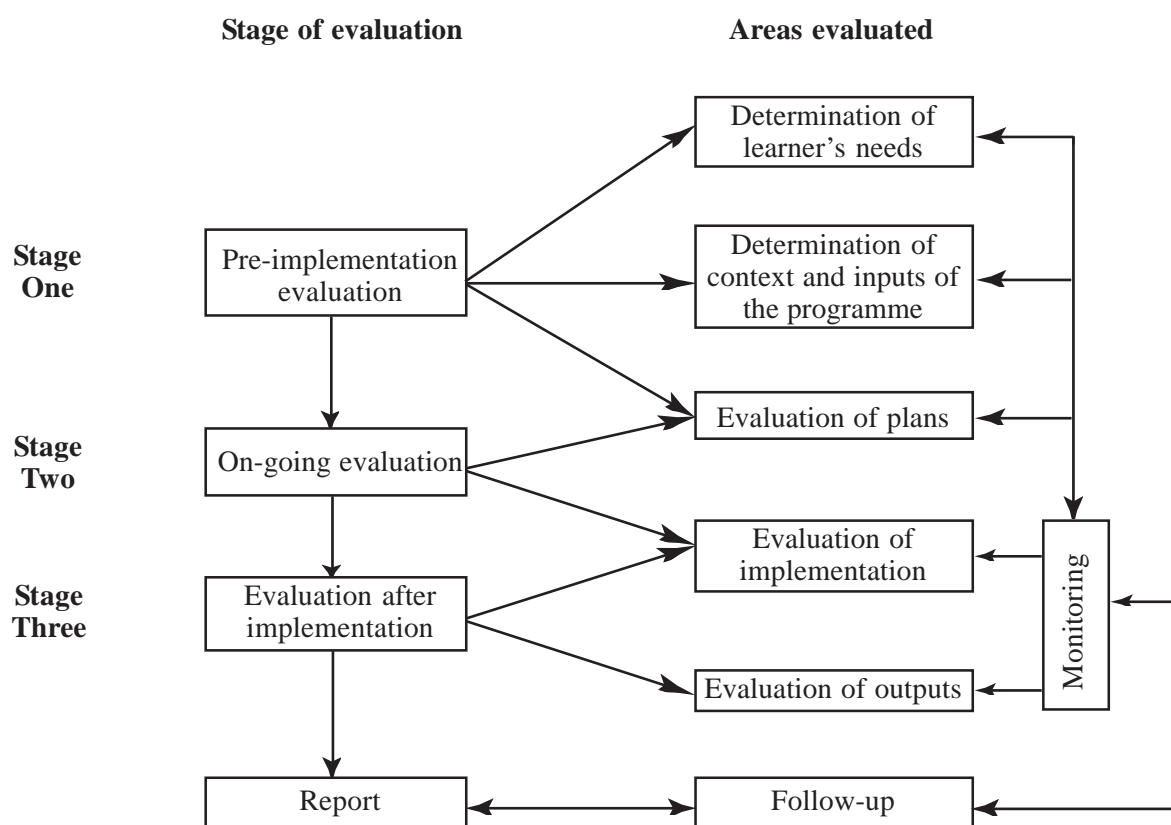 Stage of evaluation
Areas evaluated
Determination of
learner's needs
Stage
One
Pre-implementation
evaluation
Determination of
context and inputs of
the programme
Evaluation of plans
Stage
Two
On-going evaluation
Evaluation of
implementation
Monitoring
Stage
Three
Evaluation after
implementation
Evaluation of outputs
Report
Follow-up